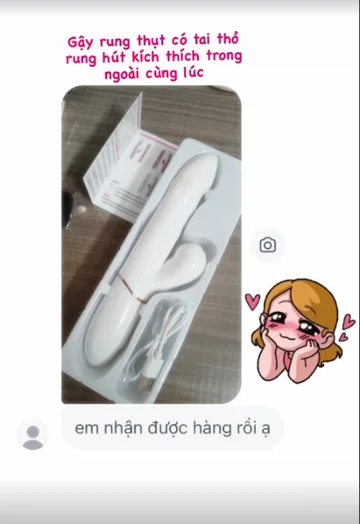 Gậy rung thụt có tai thỏ
rung hút kích thích trong
ngoài cùng lúc
em nhận được hàng rồi ạ